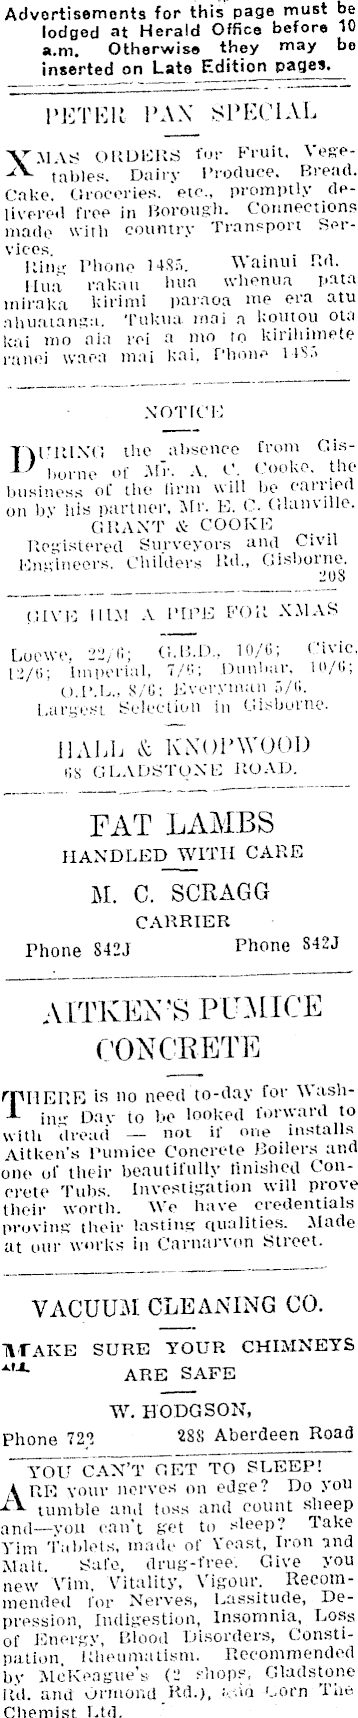 Advertisements for this page must be
lodged at Herald Office before 10
a.m. Otherwise they may be
inserted on Late Edition pages.
PETER PAN SPECIAL
XMAS ORDERS for Fruit, Vege-
tables, Dairy Produce, Bread,
Cake, Groceries, etc., promptly de-
livered free in Borough. Connections
made with country Transport Ser-
vices.
Ring Phone 1485. Wainui Rd.
Hua rakau hua whenua pata
miraka kirimi paraoa me era atu
ahuatanga. Tukua mai a koutou ota
kai mo aia rei a mo to kirihimete
ranei waea mai kai. Phone 1485
NOTICE
DURING the absence from Gis-
borne of Mr. A. C. Cooke, the
business of the firm will be carried
on by his partner, Mr. E. C. Glanville.
GRANT & COOKE
Registered Surveyors and Civil
Engineers, Childers Rd., Gisborne.
208
GIVE HIM A PIPE FOR XMAS
Loewe, 22/6; G.B.D., 10/6; Civic,
12/6; Imperial, 7/6; Dunbar, 10/6;
O.P.L., 8/6; Everyman 5/6.
Largest Selection in Gisborne.
HALL & KNOPWOOD
68 GLADSTONE ROAD.
FAT LAMBS
HANDLED WITH CARE
M. C. SCRAGG
CARRIER
Phone 842J Phone 842J
AITKEN'S PUMICE
CONCRETE
THERE is no need to-day for Wash-
ing Day to be looked forward to
with dread — not if one installs
Aitken's Pumice Concrete Boilers and
one of their beautifully finished Con-
crete Tubs. Investigation will prove
their worth. We have credentials
proving their lasting qualities. Made
at our works in Carnarvon Street.
VACUUM CLEANING CO.
MAKE SURE YOUR CHIMNEYS
ARE SAFE
W. HODGSON,
Phone 722 288 Aberdeen Road
YOU CAN'T GET TO SLEEP!
ARE your nerves on edge? Do you
tumble and toss and count sheep
and—you can't get to sleep? Take
Yim Tablets, made of Yeast, Iron and
Malt. Safe, drug-free. Give you
new Vim, Vitality, Vigour. Recom-
mended for Nerves, Lassitude, De-
pression, Indigestion, Insomnia, Loss
of Energy, Blood Disorders, Consti-
pation, Rheumatism. Recommended
by McKeague's (2 shops, Gladstone
Rd. and Ormond Rd.), and Corn The
Chemist Ltd.